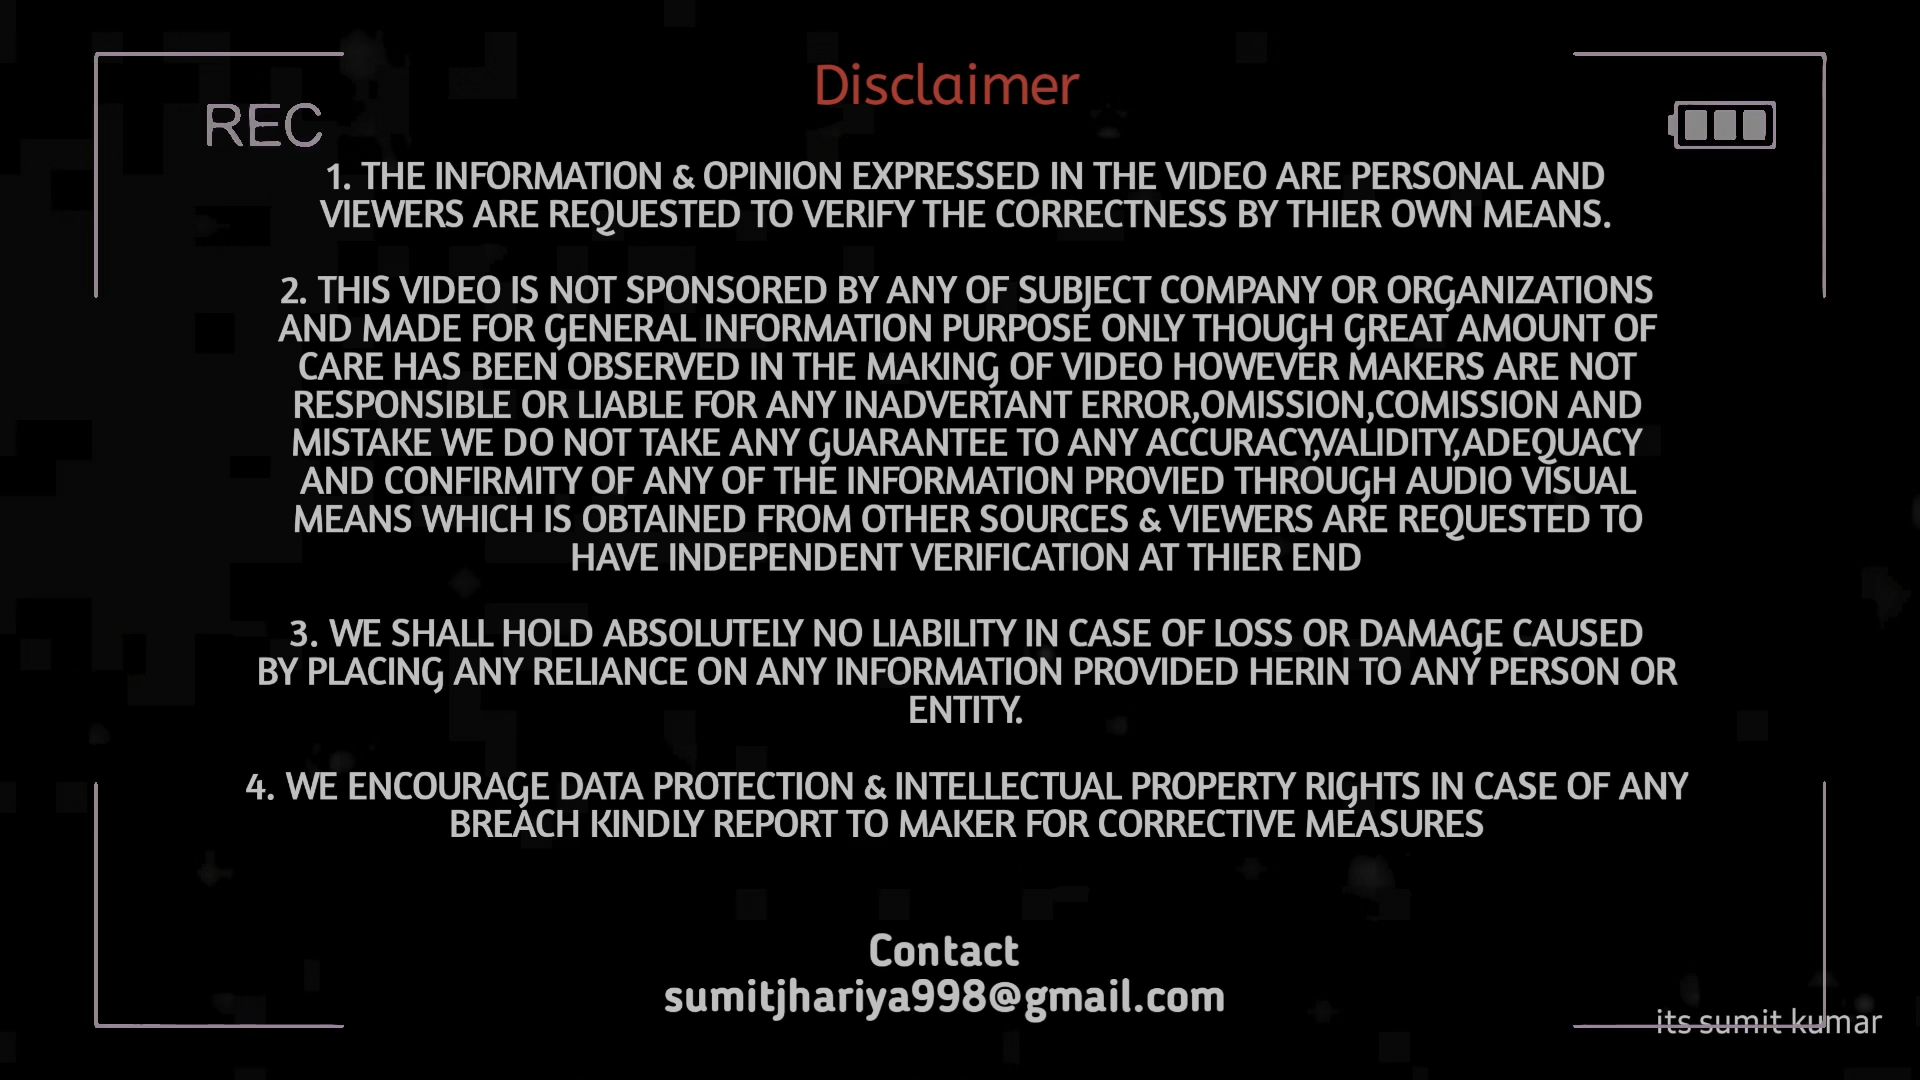 Disclaimer
REC
1. THE INFORMATION & OPINION EXPRESSED IN THE VIDEO ARE PERSONAL AND
VIEWERS ARE REQUESTED TO VERIFY THE CORRECTNESS BY THIER OWN MEANS.
2. THIS VIDEO IS NOT SPONSORED BY ANY OF SUBJECT COMPANY OR ORGANIZATIONS
AND MADE FOR GENERAL INFORMATION PURPOSE ONLY THOUGH GREAT AMOUNT OF
CARE HAS BEEN OBSERVED IN THE MAKING OF VIDEO HOWEVER MAKERS ARE NOT
RESPONSIBLE OR LIABLE FOR ANY INADVERTANT ERROR,OMISSION,COMISSION AND
MISTAKE WE DO NOT TAKE ANY GUARANTEE TO ANY ACCURACY,VALIDITY,ADEQUACY
AND CONFIRMITY OF ANY OF THE INFORMATION PROVIED THROUGH AUDIO VISUAL
MEANS WHICH IS OBTAINED FROM OTHER SOURCES & VIEWERS ARE REQUESTED TO
HAVE INDEPENDENT VERIFICATION AT THIER END
3. WE SHALL HOLD ABSOLUTELY NO LIABILITY IN CASE OF LOSS OR DAMAGE CAUSED
BY PLACING ANY RELIANCE ON ANY INFORMATION PROVIDED HERIN TO ANY PERSON OR
ENTITY.
4. WE ENCOURAGE DATA PROTECTION & INTELLECTUAL PROPERTY RIGHTS IN CASE OF ANY
BREACH KINDLY REPORT TO MAKER FOR CORRECTIVE MEASURES
Contact
sumitjhariya998@gmail.com
its sumit kumar